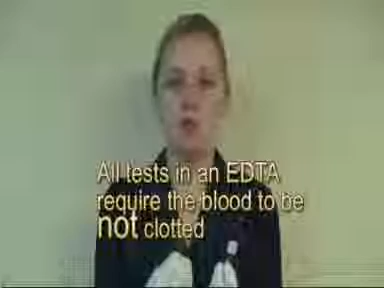 All tests in an EDTA
require the blood to be
not clotted